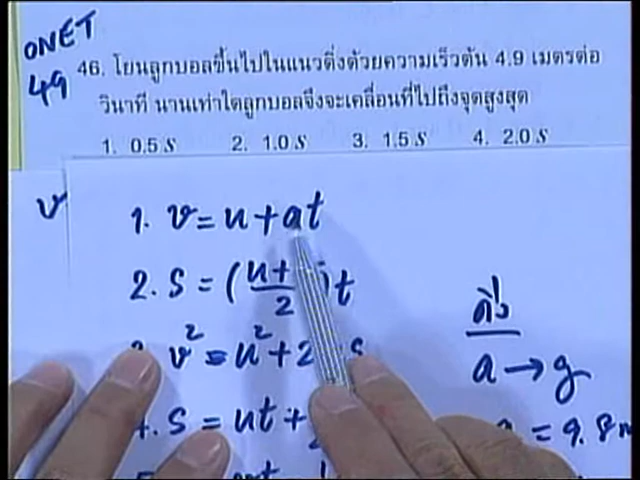 ONET
49
46. โยนลูกบอลขึ้นไปในแนวดิ่งด้วยความเร็วต้น 4.9 เมตรต่อ
วินาที นานเท่าใดลูกบอลจึงจะเคลื่อนที่ไปถึงจุดสูงสุด
1. 0.5 S 2. 1.0 S 3. 1.5 S 4. 2.0 S
v
1. v = u + at
2. S = (u+ /2)t
v² = u² + 2 S
4. S = ut +
ดิ่ง
a → g
= 9.8 m